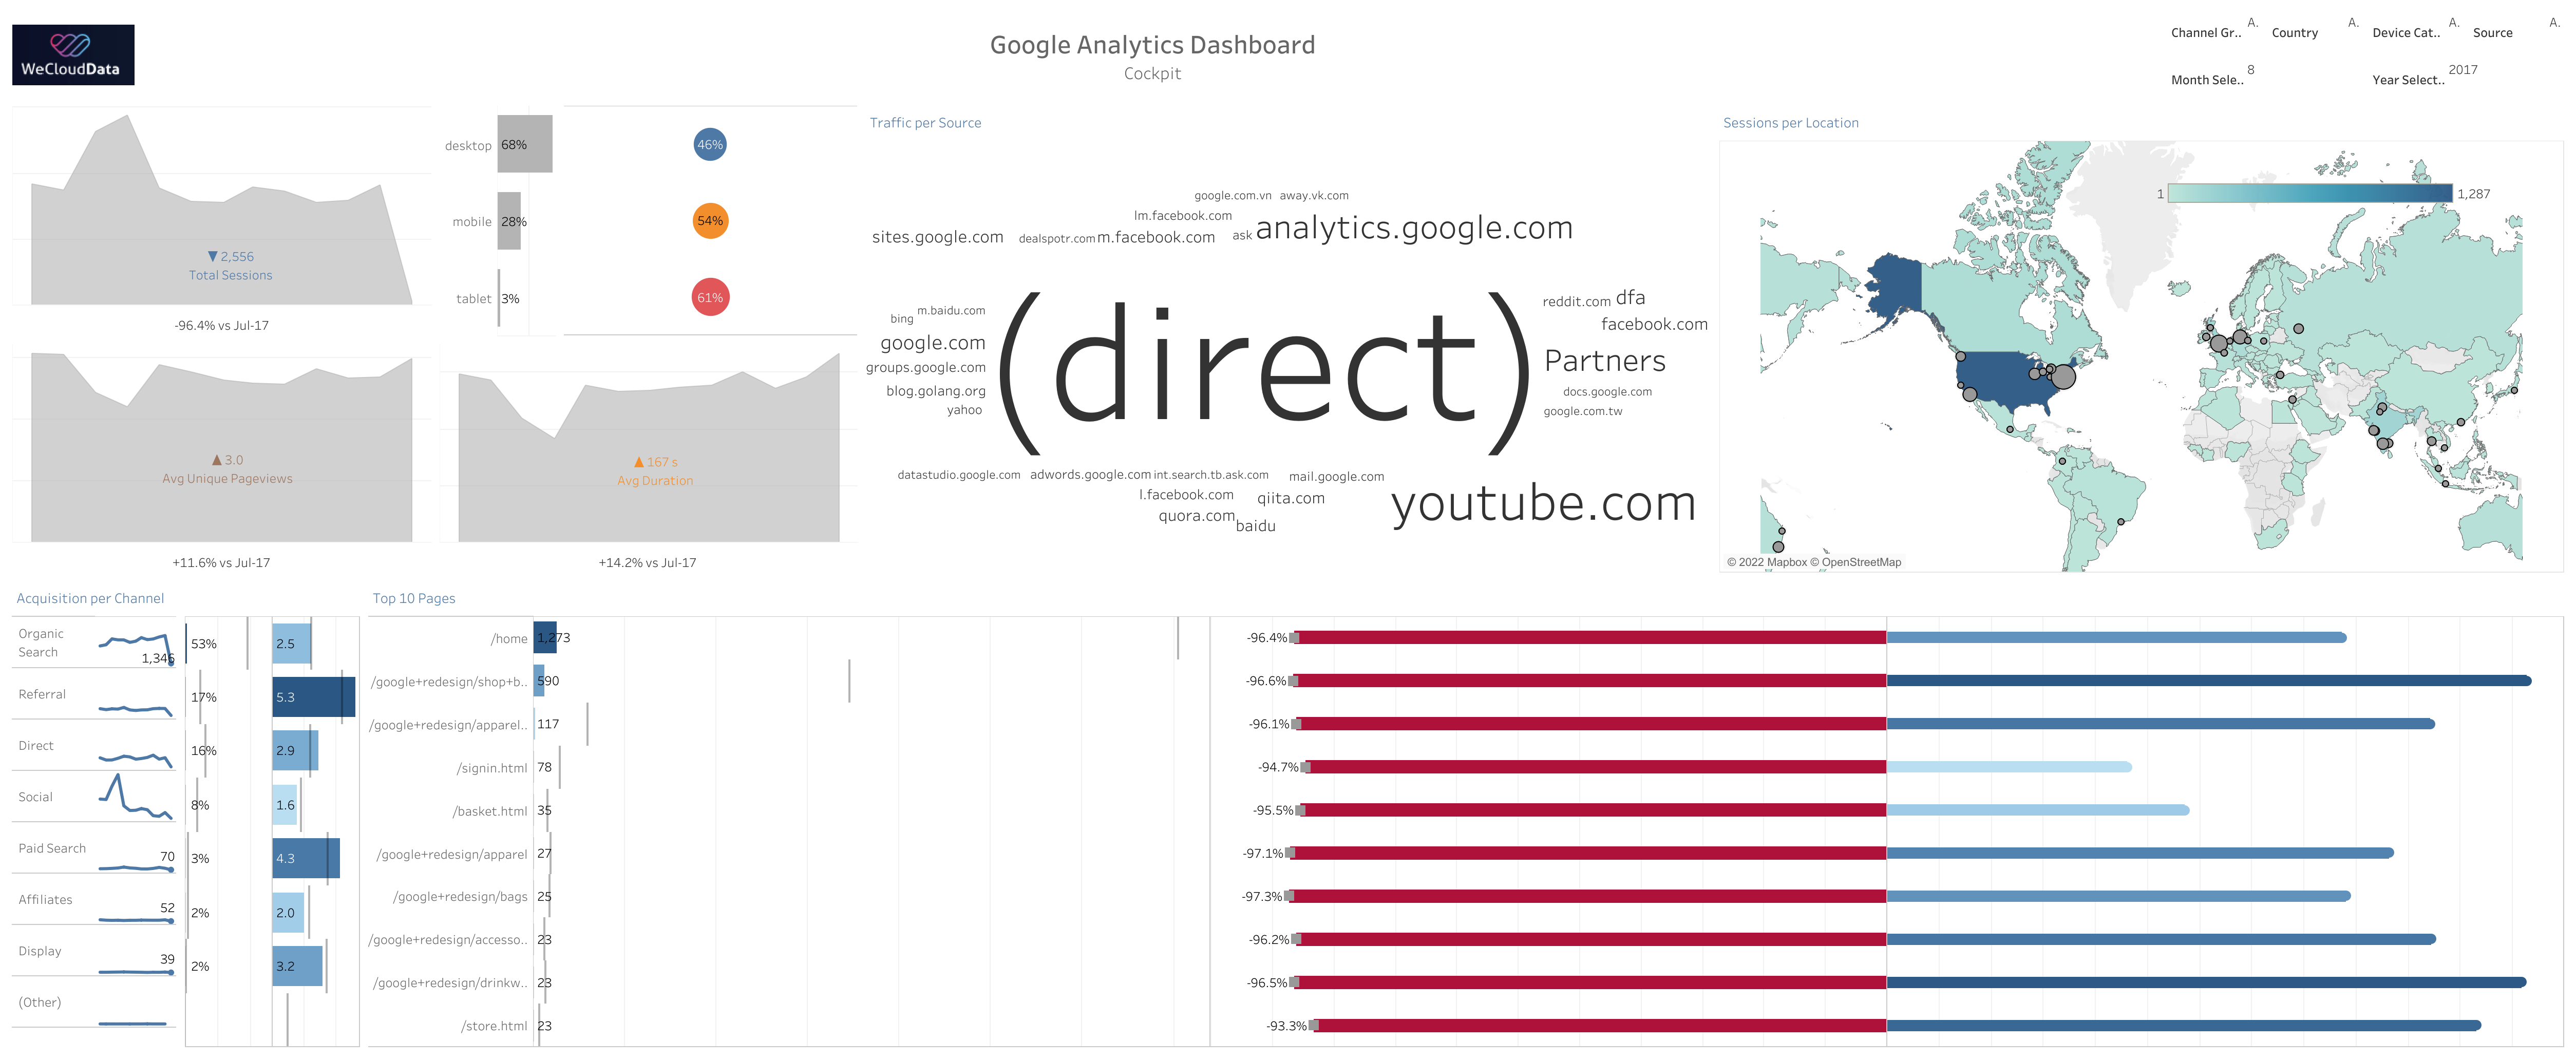 WeCloudData
Google Analytics Dashboard
Cockpit
Channel Gr..
A.
Country
A.
Device Cat..
A.
Source
A.
Month Sele..
8
Year Select..
2017
▼ 2,556
Total Sessions
-96.4% vs Jul-17
desktop
68%
46%
mobile
28%
54%
tablet
3%
61%
▲ 3.0
Avg Unique Pageviews
+11.6% vs Jul-17
▲ 167 s
Avg Duration
+14.2% vs Jul-17
Traffic per Source
google.com.vn
away.vk.com
lm.facebook.com
sites.google.com
dealspotr.com
m.facebook.com
ask
analytics.google.com
m.baidu.com
bing
google.com
groups.google.com
blog.golang.org
yahoo
(direct)
reddit.com
dfa
facebook.com
Partners
docs.google.com
google.com.tw
datastudio.google.com
adwords.google.com
int.search.tb.ask.com
mail.google.com
l.facebook.com
qiita.com
quora.com
baidu
youtube.com
Sessions per Location
1
1,287
© 2022 Mapbox © OpenStreetMap
Acquisition per Channel
Organic
Search
1,346
53%
2.5
Referral
17%
5.3
Direct
16%
2.9
Social
8%
1.6
Paid Search
70
3%
4.3
Affiliates
52
2%
2.0
Display
39
2%
3.2
(Other)
Top 10 Pages
/home
1,273
-96.4%
/google+redesign/shop+b..
590
-96.6%
/google+redesign/apparel..
117
-96.1%
/signin.html
78
-94.7%
/basket.html
35
-95.5%
/google+redesign/apparel
27
-97.1%
/google+redesign/bags
25
-97.3%
/google+redesign/accesso..
23
-96.2%
/google+redesign/drinkw..
23
-96.5%
/store.html
23
-93.3%